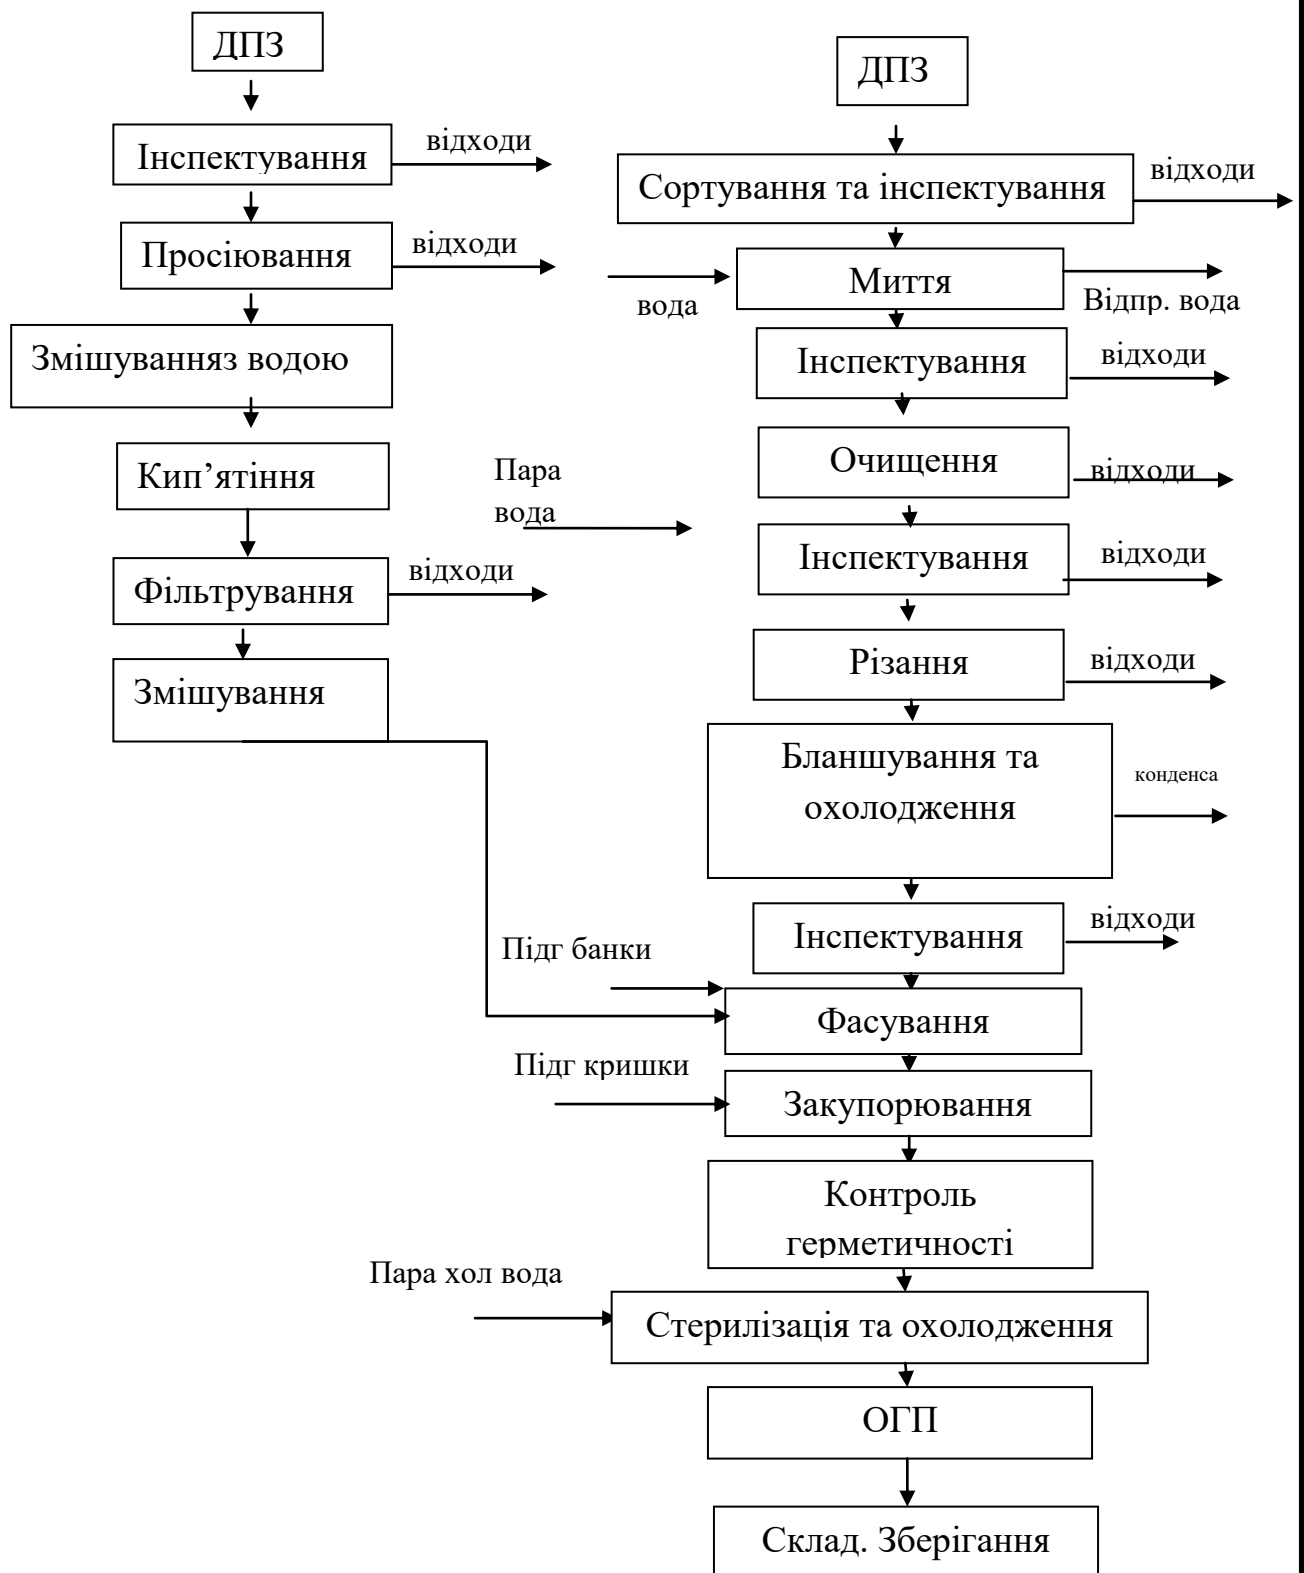 ДПЗ
Інспектування
відходи
Просіювання
відходи
Змішуванняз водою
Кип’ятіння
Фільтрування
відходи
Змішування
ДПЗ
Сортування та інспектування
відходи
вода
Миття
Відпр. вода
Інспектування
відходи
Очищення
відходи
Пара
вода
Інспектування
відходи
Різання
відходи
Бланшування та
охолодження
конденса
Інспектування
відходи
Підг банки
Фасування
Підг кришки
Закупорювання
Контроль
герметичності
Пара хол вода
Стерилізація та охолодження
ОГП
Склад. Зберігання